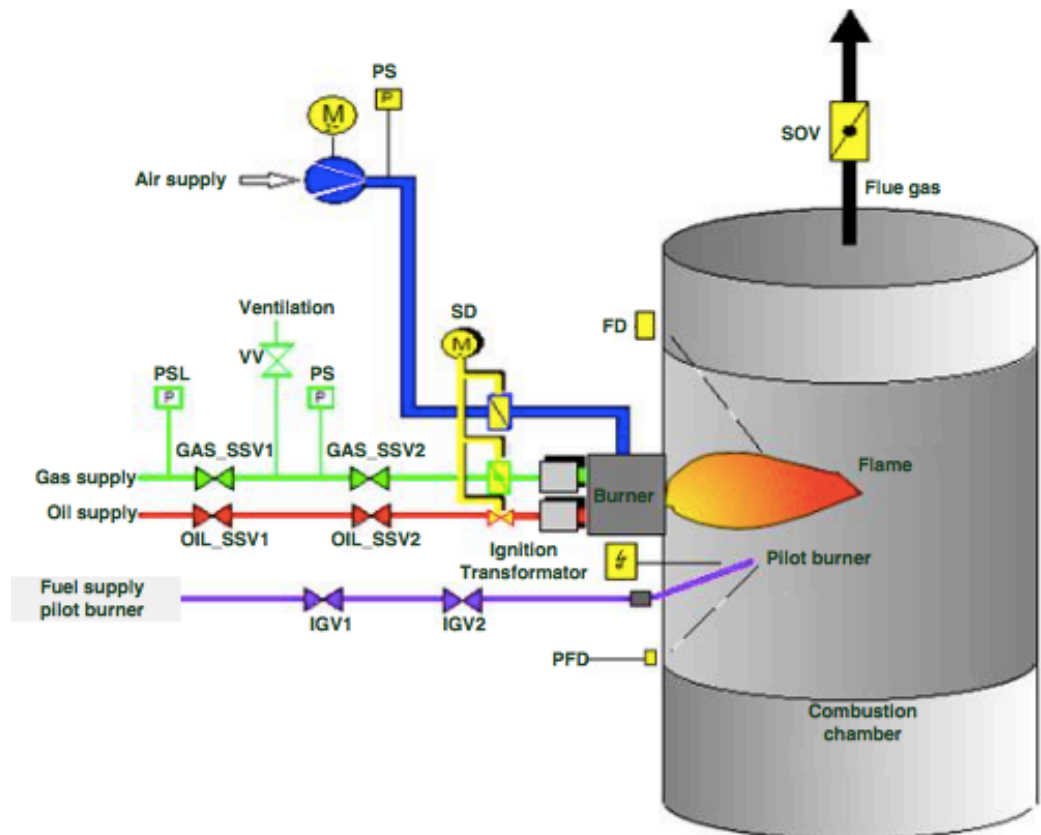 PS
P
M
SOV
Air supply
Flue gas
Ventilation
SD
FD
M
VV
PSL
PS
P
P
GAS_SSV1
GAS_SSV2
Gas supply
Flame
Burner
Oil supply
OIL_SSV1
OIL_SSV2
Ignition
Transformator
Pilot burner
Fuel supply
pilot burner
IGV1
IGV2
PFD
Combustion
chamber